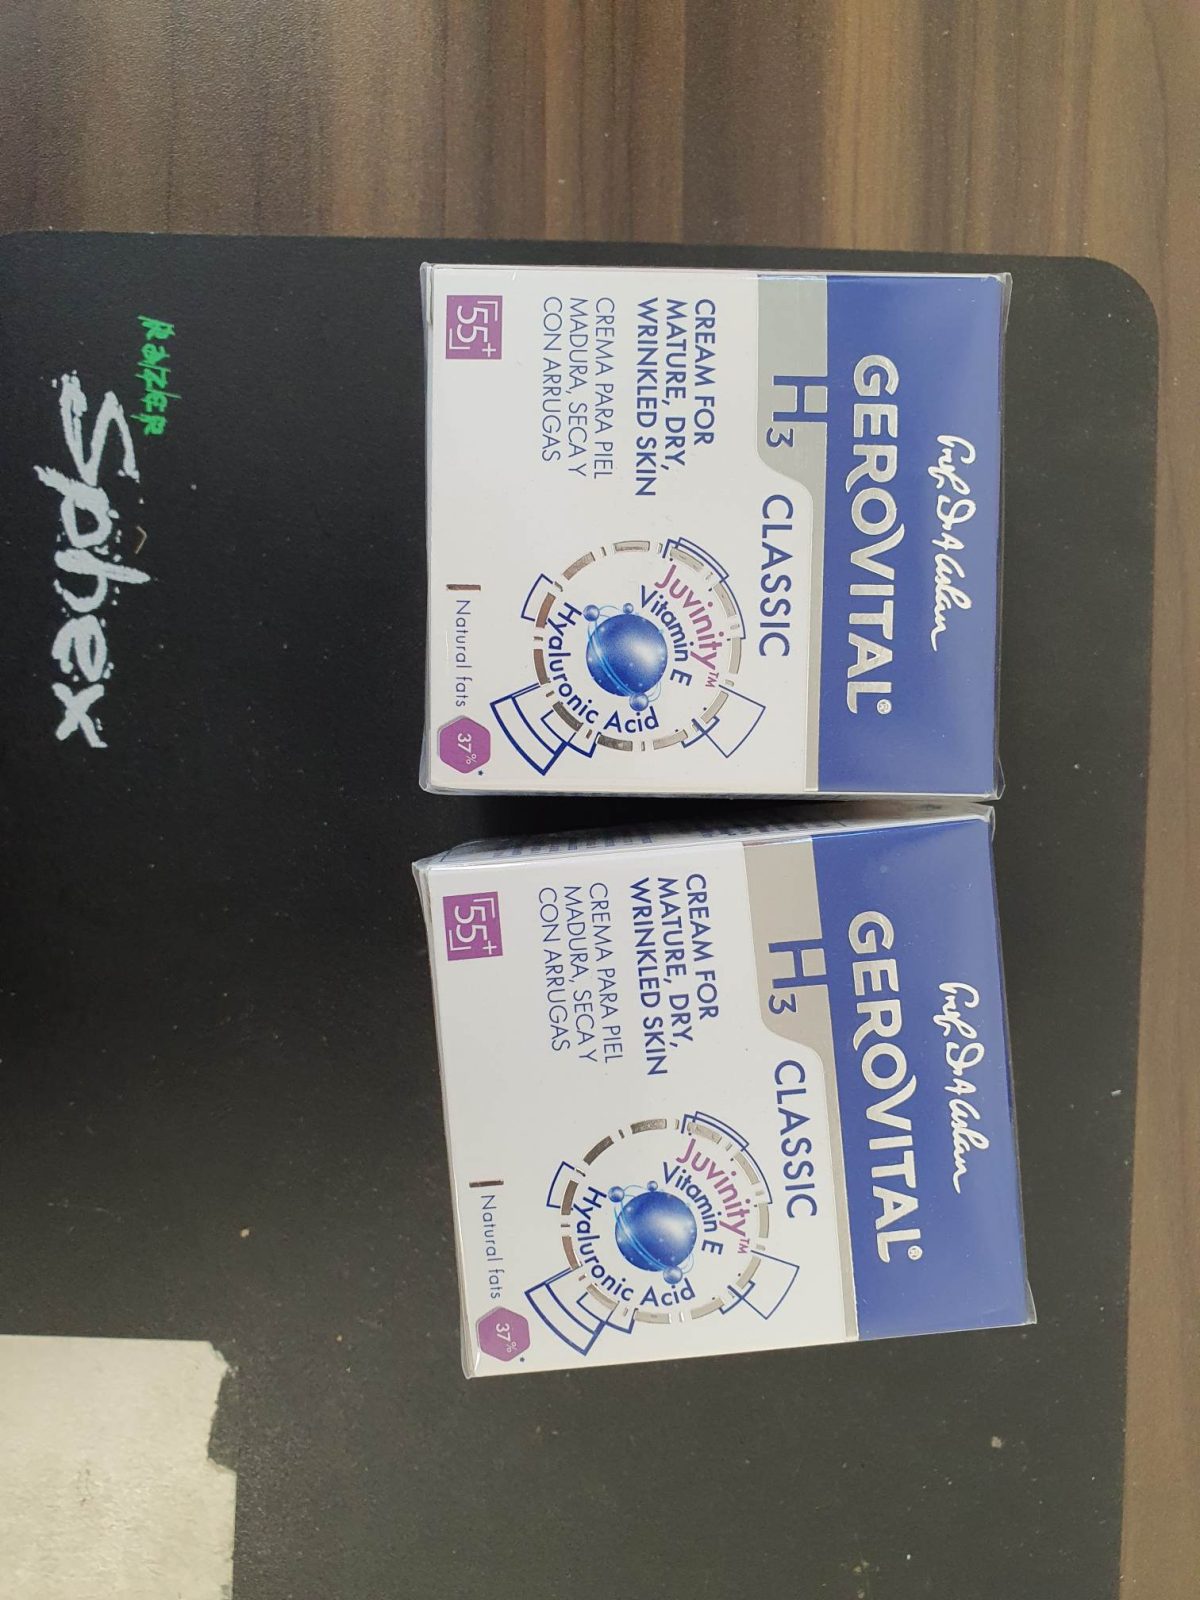 Prof. Dr. A. Aslan
GEROVITAL®
H3 CLASSIC
CREAM FOR
MATURE, DRY,
WRINKLED SKIN
CREMA PARA PIEL
MADURA, SECA Y
CON ARRUGAS
55+
Juvinity™
Vitamin E
Hyaluronic Acid
Natural fats
37%*
Prof. Dr. A. Aslan
GEROVITAL®
H3 CLASSIC
CREAM FOR
MATURE, DRY,
WRINKLED SKIN
CREMA PARA PIEL
MADURA, SECA Y
CON ARRUGAS
55+
Juvinity™
Vitamin E
Hyaluronic Acid
Natural fats
37%*
RAZER
Sphex